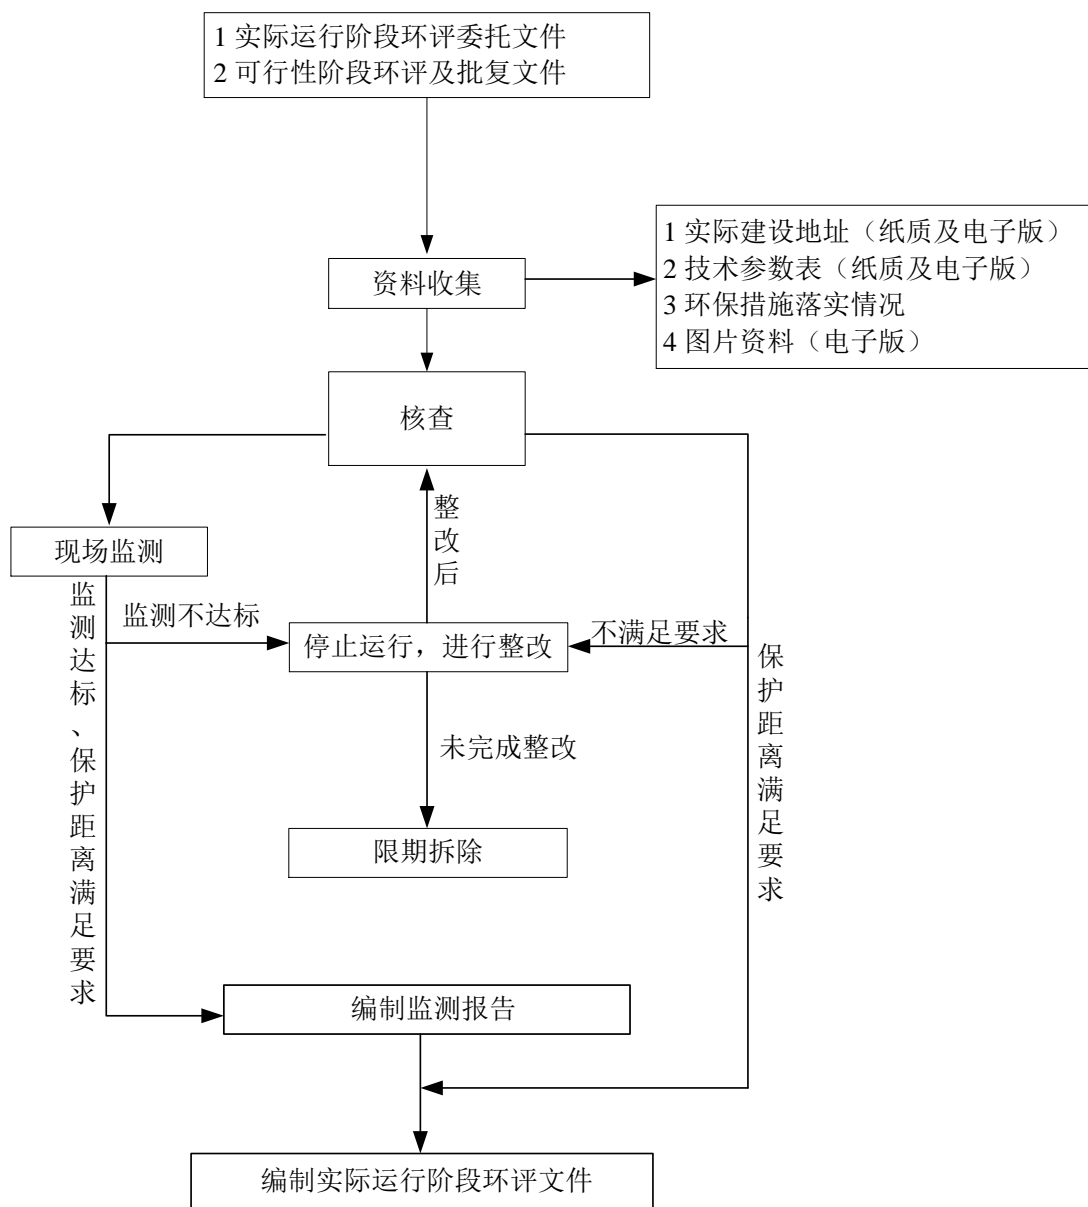 1 实际运行阶段环评委托文件
2 可行性阶段环评及批复文件
1 实际建设地址（纸质及电子版）
2 技术参数表（纸质及电子版）
3 环保措施落实情况
4 图片资料（电子版）
资料收集
核查
整改后
现场监测
监测不达标
停止运行，进行整改
不满足要求
监测达标、保护距离满足要求
保护距离满足要求
未完成整改
限期拆除
编制监测报告
编制实际运行阶段环评文件